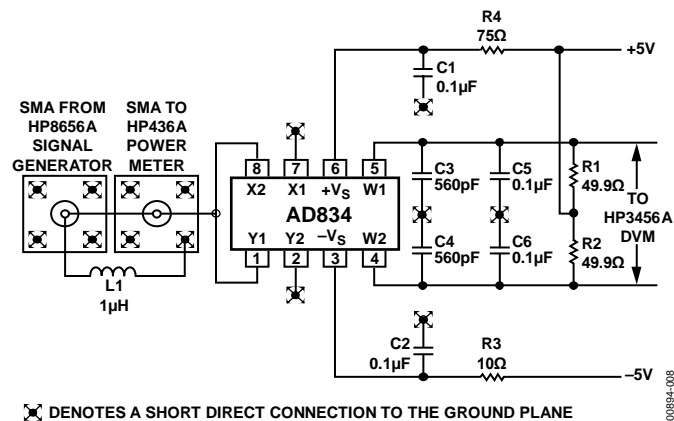 R4
75Ω
+5V
C1
0.1µF
SMA FROM
HP8656A
SIGNAL
GENERATOR
SMA TO
HP436A
POWER
METER
8
7
6
5
X2
X1
+VS
W1
AD834
Y1
Y2
–VS
W2
1
2
3
4
C3
560pF
C5
0.1µF
R1
49.9Ω
C4
560pF
C6
0.1µF
R2
49.9Ω
TO
HP3456A
DVM
L1
1µH
C2
0.1µF
R3
10Ω
–5V
DENOTES A SHORT DIRECT CONNECTION TO THE GROUND PLANE
00894-008